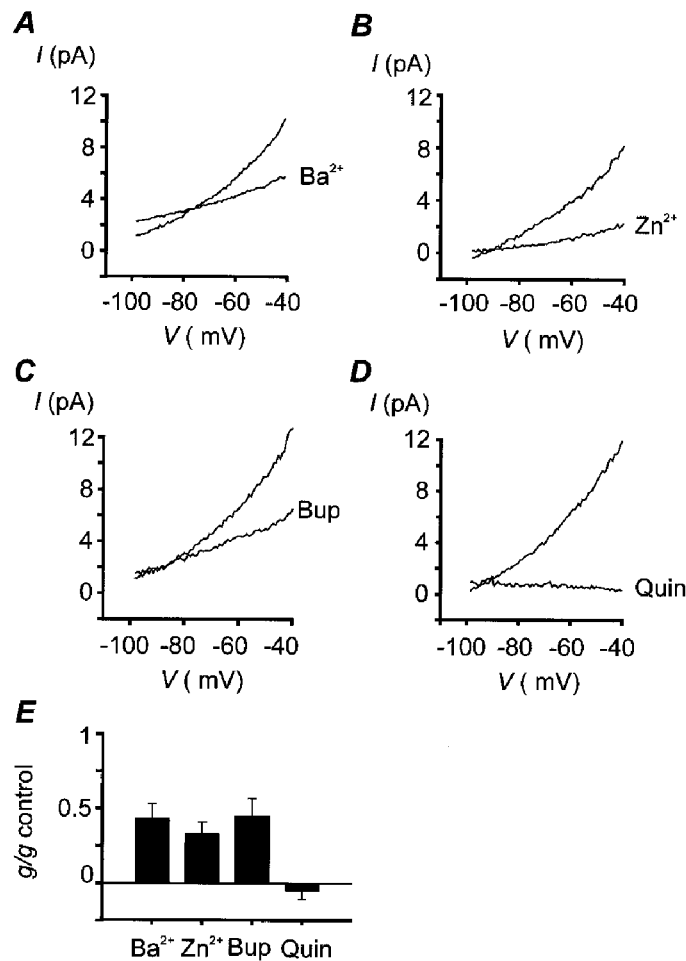 A
I (pA)
12
8
4
0
Ba²⁺
-100 -80 -60 -40
V ( mV)
B
I (pA)
12
8
4
0
Zn²⁺
-100 -80 -60 -40
V ( mV)
C
I (pA)
12
8
4
0
Bup
-100 -80 -60 -40
V ( mV)
D
I (pA)
12
8
4
0
Quin
-100 -80 -60 -40
V ( mV)
E
1
0.5
0
g/g control
Ba²⁺ Zn²⁺ Bup Quin